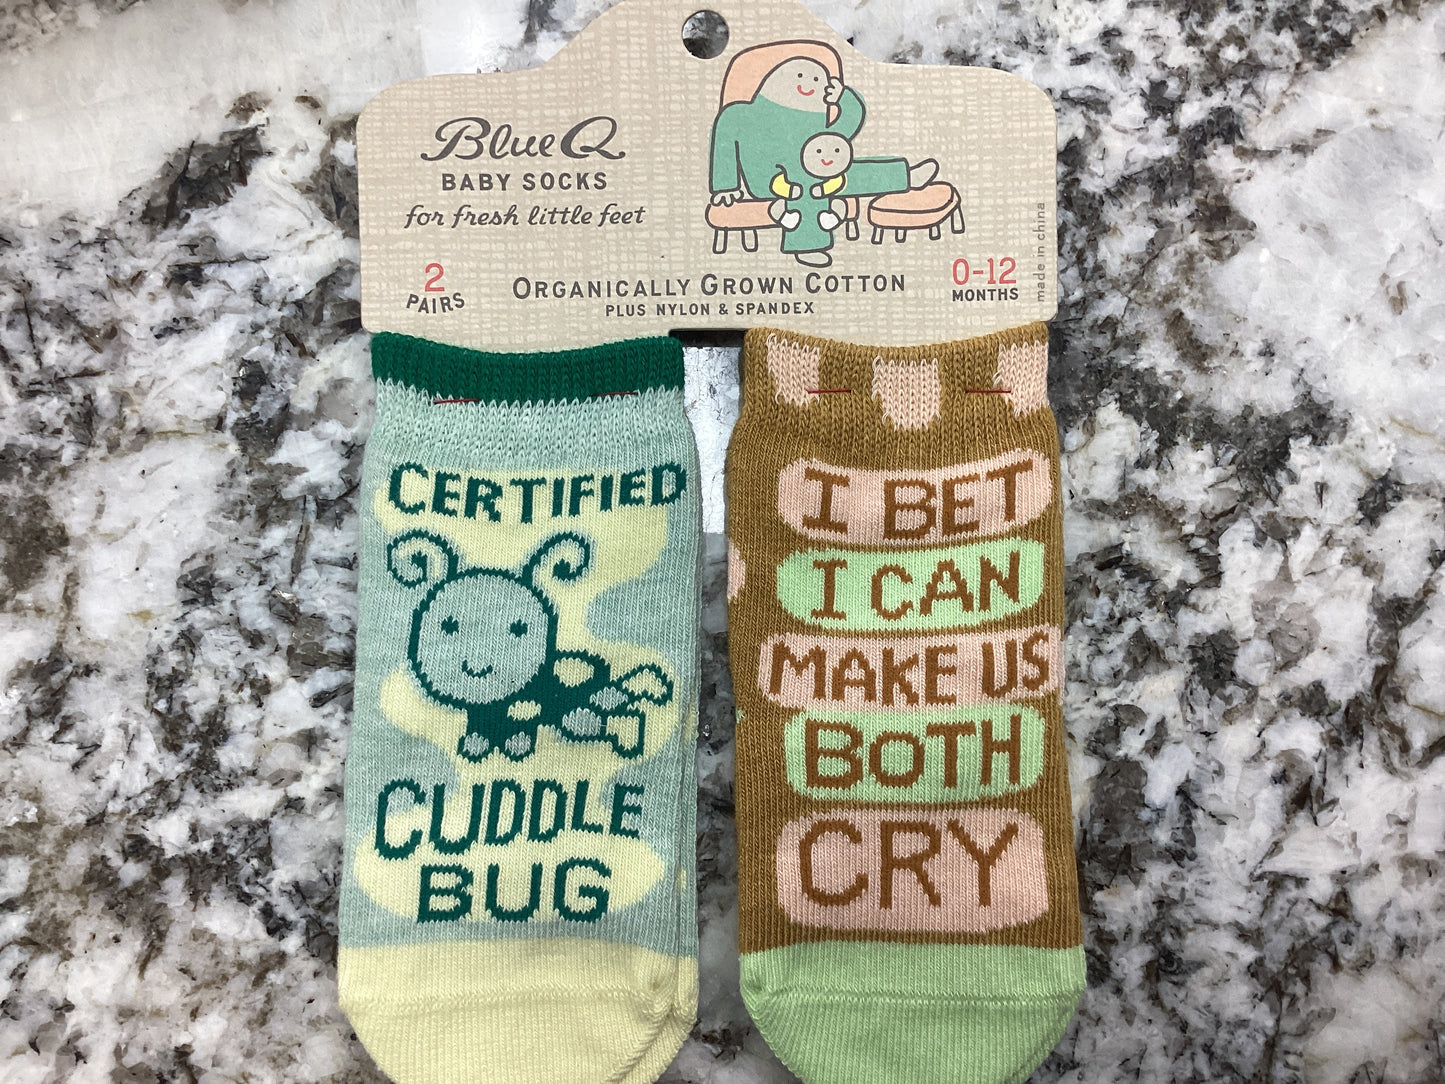 Blue Q
BABY SOCKS
for fresh little feet
2
PAIRS
ORGANICALLY GROWN COTTON
PLUS NYLON & SPANDEX
0-12
MONTHS
made in china
CERTIFIED
CUDDLE
BUG
I BET
I CAN
MAKE US
BOTH
CRY